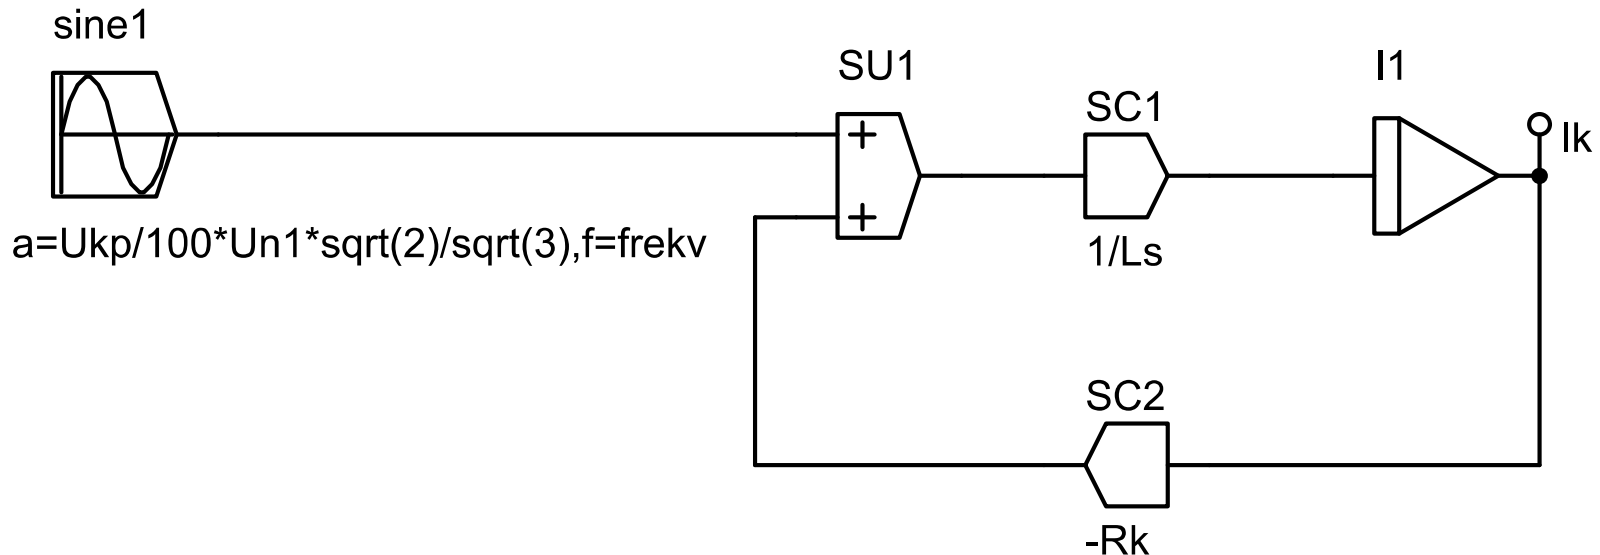 sine1
SU1
I1
SC1
Ik
+
+
a=Ukp/100*Un1*sqrt(2)/sqrt(3),f=frekv
1/Ls
SC2
-Rk